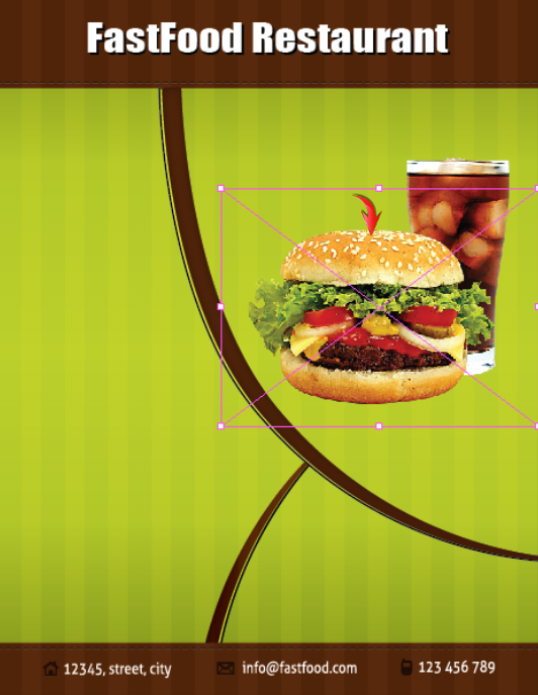 FastFood Restaurant
12345, street, city info@fastfood.com 123 456 789